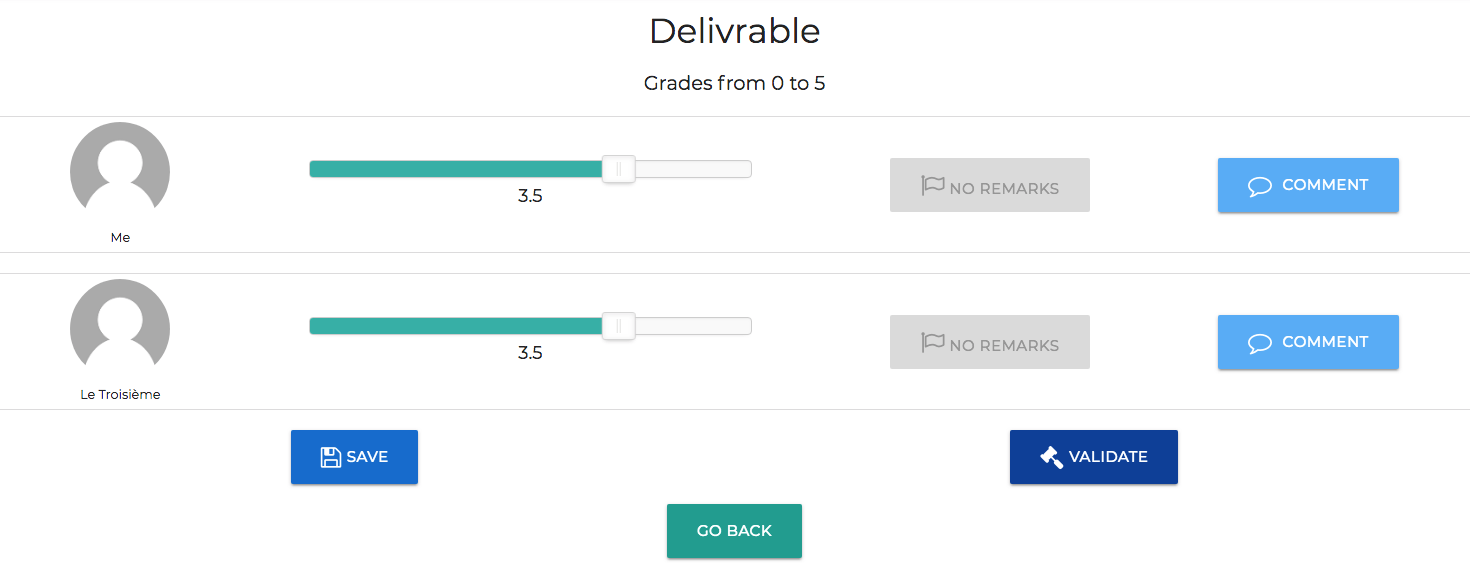 Delivrable
Grades from 0 to 5
3.5
NO REMARKS
COMMENT
Me
3.5
NO REMARKS
COMMENT
Le Troisième
SAVE
VALIDATE
GO BACK